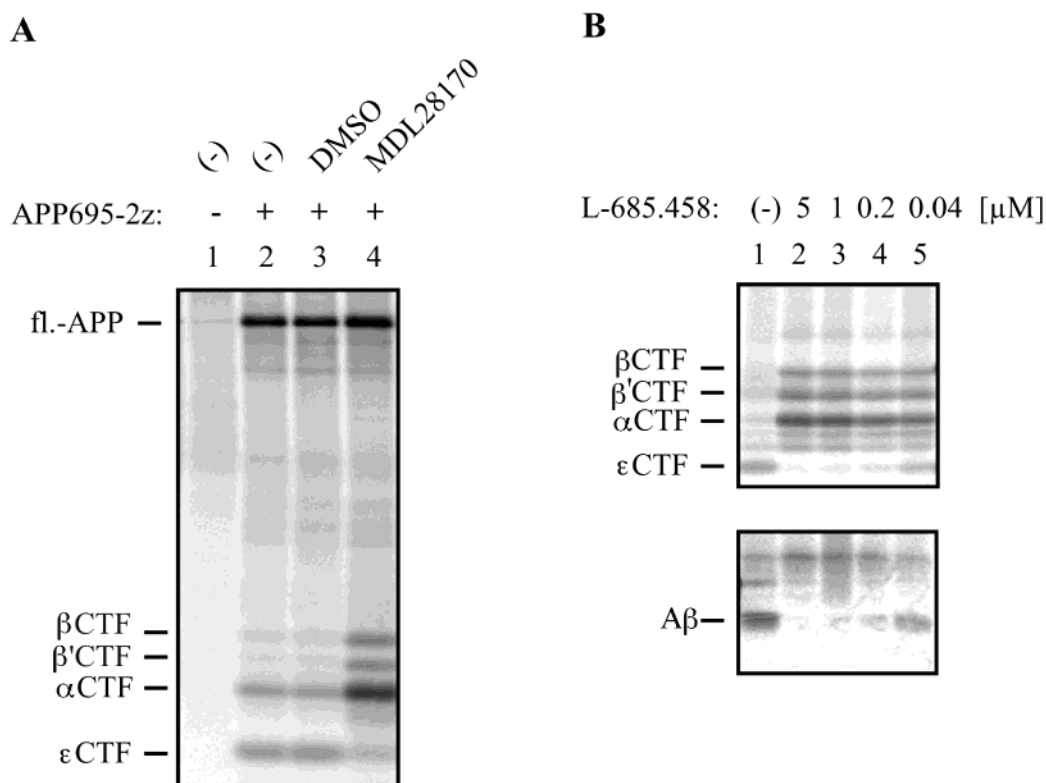 A
(-) (-) DMSO MDL28170
APP695-2z: - + + +
1 2 3 4
fl.-APP
βCTF
β'CTF
αCTF
εCTF
B
L-685.458: (-) 5 1 0.2 0.04 [µM]
1 2 3 4 5
βCTF
β'CTF
αCTF
εCTF
Aβ